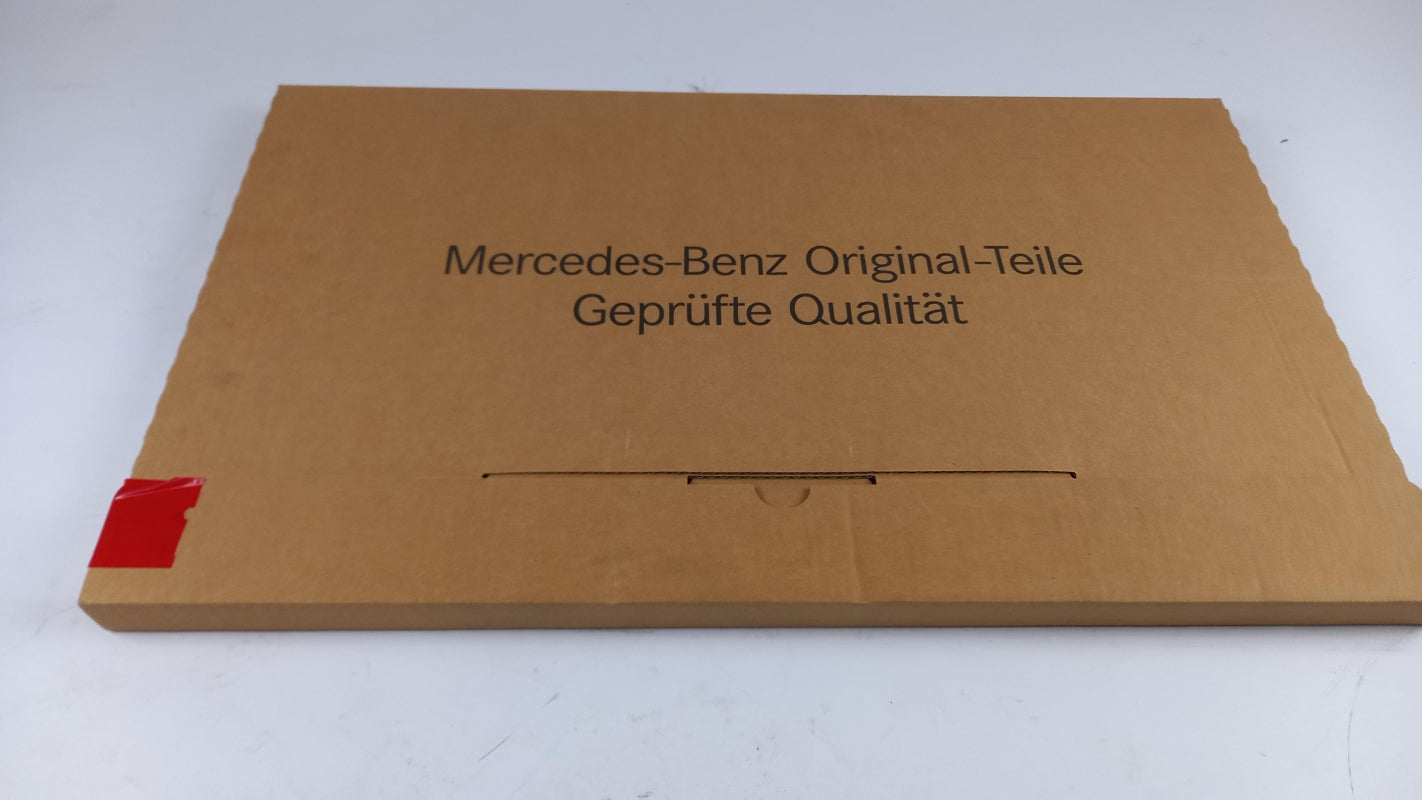 Mercedes-Benz Original-Teile
Geprüfte Qualität